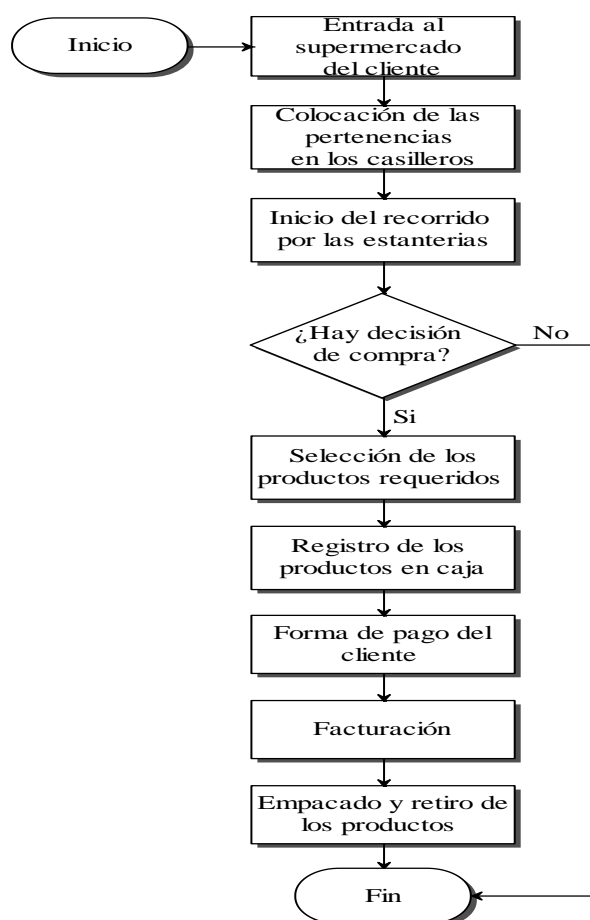 Inicio
Entrada al
supermercado
del cliente
Colocación de las
pertenencias
en los casilleros
Inicio del recorrido
por las estanterias
¿Hay decisión
de compra?
No
Si
Selección de los
productos requeridos
Registro de los
productos en caja
Forma de pago del
cliente
Facturación
Empacado y retiro de
los productos
Fin